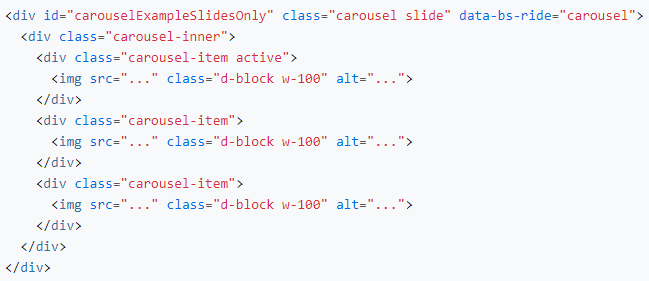 <div id="carouselExampleSlidesOnly" class="carousel slide" data-bs-ride="carousel">
  <div class="carousel-inner">
    <div class="carousel-item active">
      <img src="..." class="d-block w-100" alt="...">
    </div>
    <div class="carousel-item">
      <img src="..." class="d-block w-100" alt="...">
    </div>
    <div class="carousel-item">
      <img src="..." class="d-block w-100" alt="...">
    </div>
  </div>
</div>